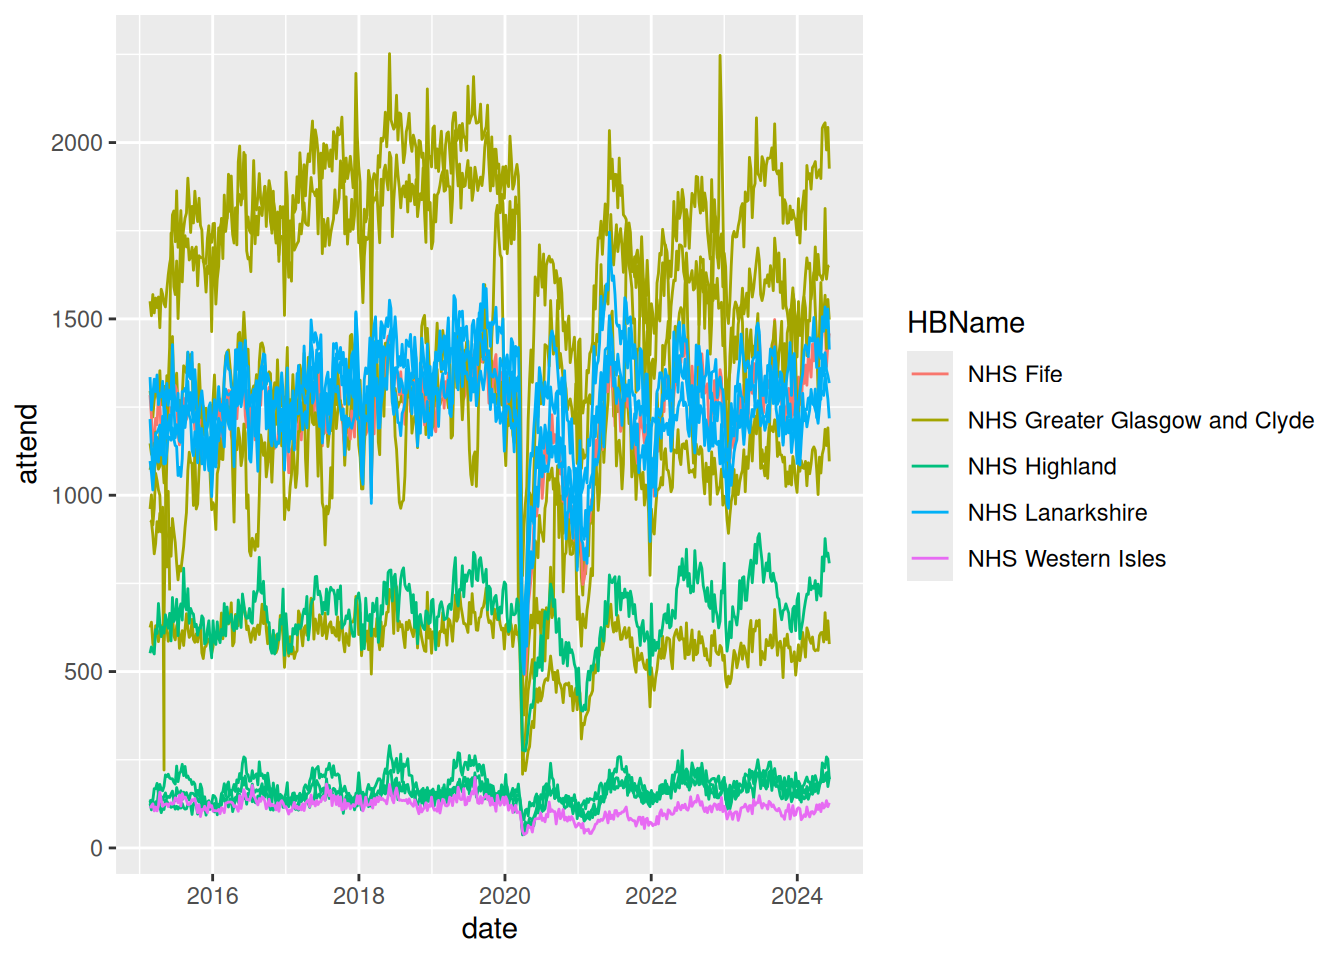 2000
1500
1000
500
0
attend
2016 2018 2020 2022 2024
date
HBName
NHS Fife
NHS Greater Glasgow and Clyde
NHS Highland
NHS Lanarkshire
NHS Western Isles